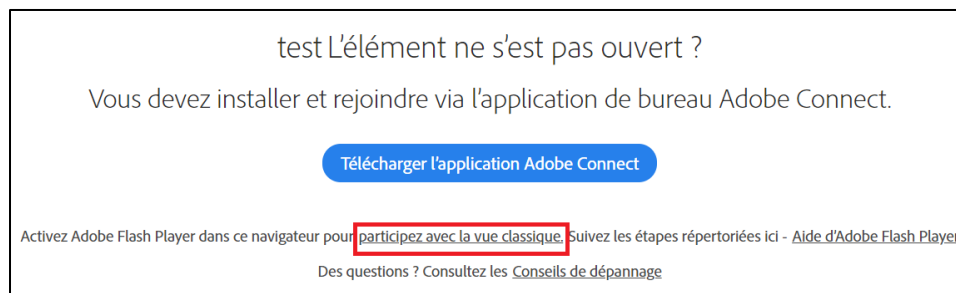 test L'élément ne s'est pas ouvert ?
Vous devez installer et rejoindre via l'application de bureau Adobe Connect.
Télécharger l'application Adobe Connect
Activez Adobe Flash Player dans ce navigateur pour participez avec la vue classique. Suivez les étapes répertoriées ici - Aide d'Adobe Flash Player
Des questions ? Consultez les Conseils de dépannage